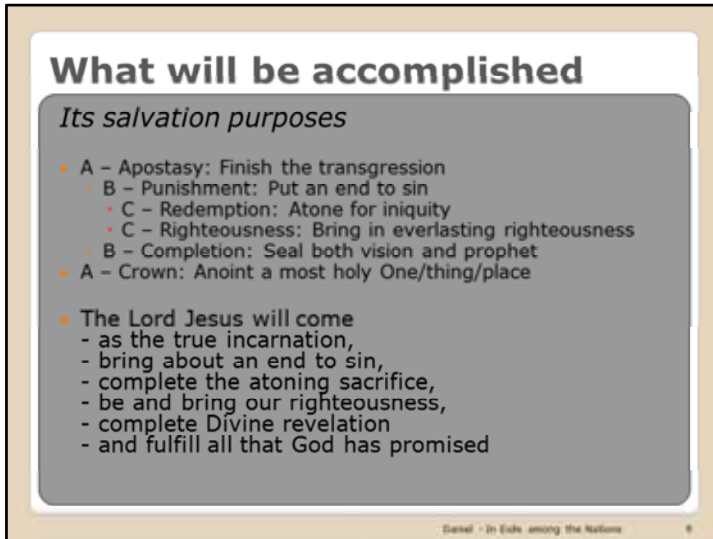 What will be accomplished
Its salvation purposes
A – Apostasy: Finish the transgression
B – Punishment: Put an end to sin
C – Redemption: Atone for iniquity
C – Righteousness: Bring in everlasting righteousness
B – Completion: Seal both vision and prophet
A – Crown: Anoint a most holy One/thing/place
The Lord Jesus will come
- as the true incarnation,
- bring about an end to sin,
- complete the atoning sacrifice,
- be and bring our righteousness,
- complete Divine revelation
- and fulfill all that God has promised
Daniel - In Exile among the Nations